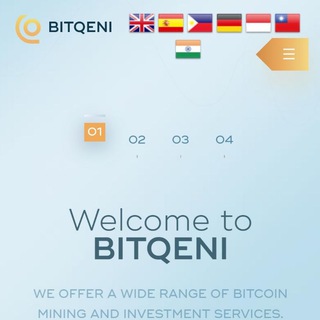 BITQENI
01
02
03
04
Welcome to
BITQENI
WE OFFER A WIDE RANGE OF BITCOIN
MINING AND INVESTMENT SERVICES.